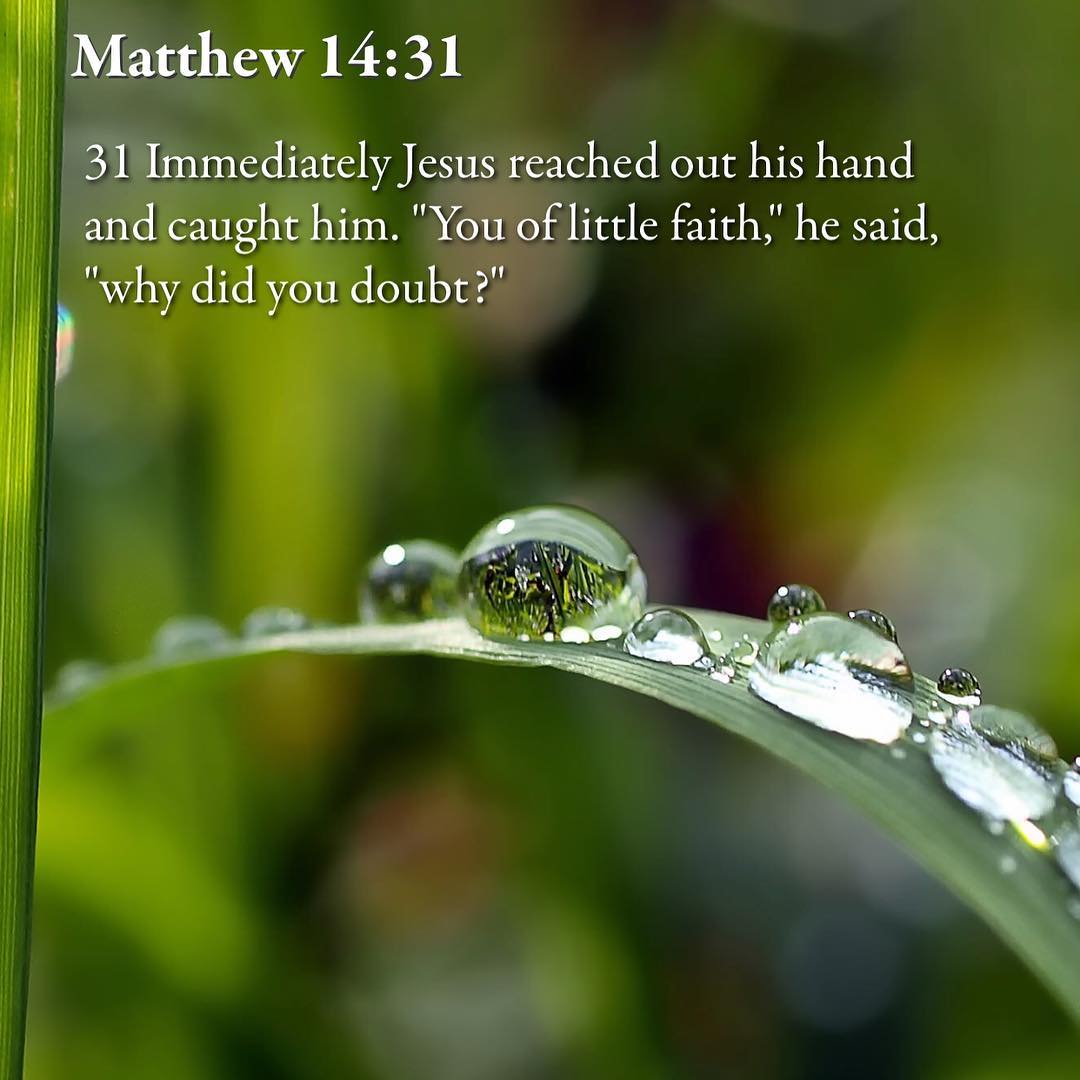 Matthew 14:31
31 Immediately Jesus reached out his hand
and caught him. "You of little faith," he said,
"why did you doubt?"